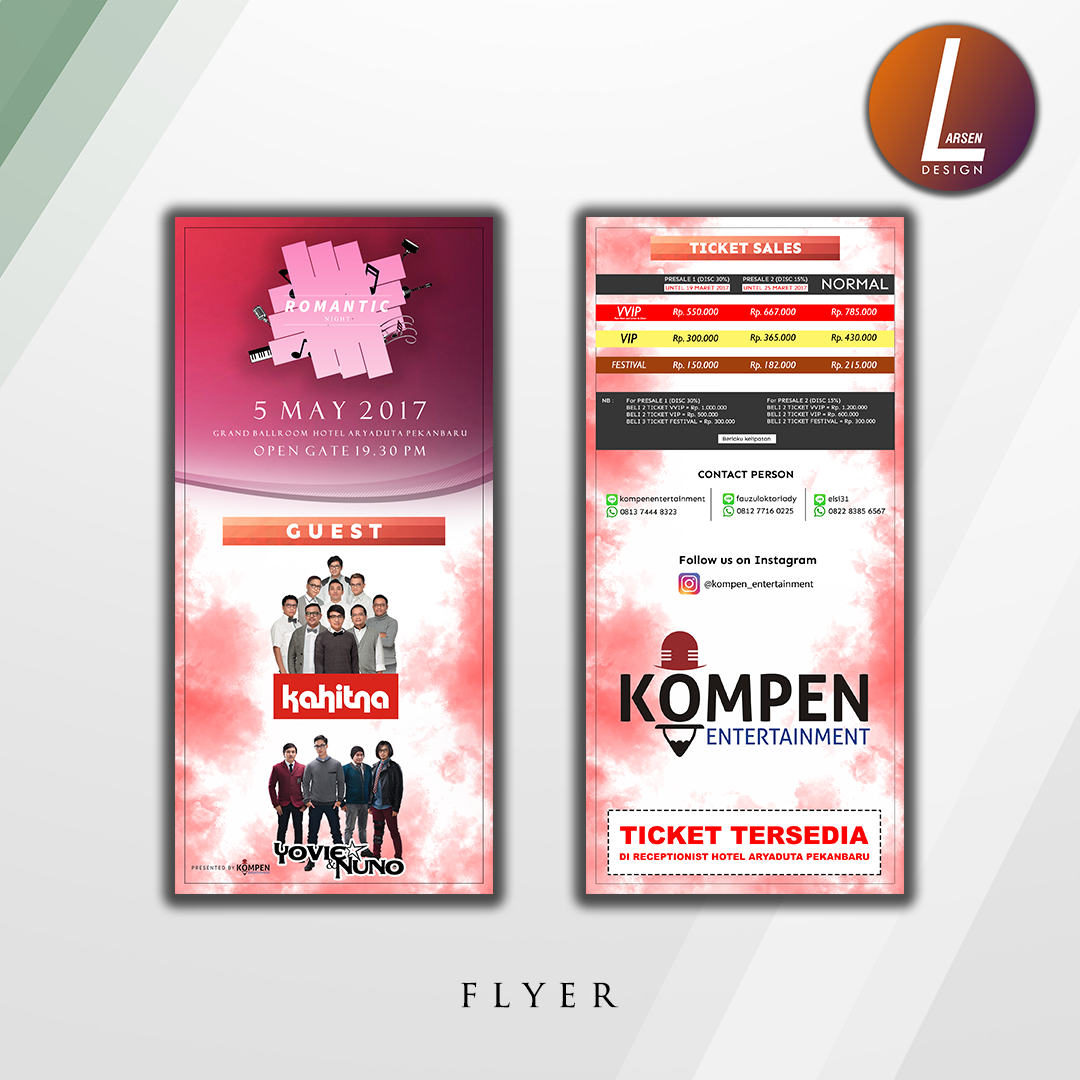 LARSEN
DESIGN
ROMANTIC
NIGHT
5 MAY 2017
GRAND BALLROOM HOTEL ARYADUTA PEKANBARU
OPEN GATE 19.30 PM
GUEST
kahitna
YOVIE
&NUNO
PRESENTED BY KOMPEN
TICKET SALES
PRESALE 1 (DISC 30%) PRESALE 2 (DISC 15%) NORMAL
UNTIL 19 MARET 2017 UNTIL 25 MARET 2017
VVIP Rp. 550.000 Rp. 667.000 Rp. 785.000
VIP Rp. 300.000 Rp. 365.000 Rp. 430.000
FESTIVAL Rp. 150.000 Rp. 182.000 Rp. 215.000
NB : For PRESALE 1 (DISC 30%)
BELI 2 TICKET VVIP = Rp. 1.000.000
BELI 2 TICKET VIP = Rp. 500.000
BELI 3 TICKET FESTIVAL = Rp. 300.000
For PRESALE 2 (DISC 15%)
BELI 2 TICKET VVIP = Rp. 1.200.000
BELI 2 TICKET VIP = Rp. 600.000
BELI 2 TICKET FESTIVAL = Rp. 300.000
Berlaku kelipatan
CONTACT PERSON
kompenentertainment
0813 7444 8323
fauzuloktoriady
0812 7716 0225
elsi31
0822 8385 6567
Follow us on Instagram
@kompen_entertainment
KOMPEN
ENTERTAINMENT
TICKET TERSEDIA
DI RECEPTIONIST HOTEL ARYADUTA PEKANBARU
FLYER